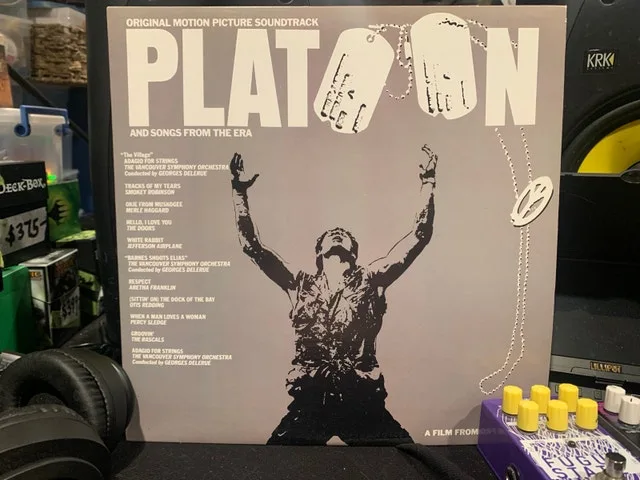 ORIGINAL MOTION PICTURE SOUNDTRACK
PLATOON
AND SONGS FROM THE ERA
"The Village"
ADAGIO FOR STRINGS
THE VANCOUVER SYMPHONY ORCHESTRA
Conducted by GEORGES DELERUE
TRACKS OF MY TEARS
SMOKEY ROBINSON
OKIE FROM MUSKOGEE
MERLE HAGGARD
HELLO, I LOVE YOU
THE DOORS
WHITE RABBIT
JEFFERSON AIRPLANE
"BARNES SHOOTS ELIAS"
THE VANCOUVER SYMPHONY ORCHESTRA
Conducted by GEORGES DELERUE
RESPECT
ARETHA FRANKLIN
(SITTIN' ON) THE DOCK OF THE BAY
OTIS REDDING
WHEN A MAN LOVES A WOMAN
PERCY SLEDGE
GROOVIN'
THE RASCALS
ADAGIO FOR STRINGS
THE VANCOUVER SYMPHONY ORCHESTRA
Conducted by GEORGES DELERUE
A FILM FROM
KRK
DECK-BOX
$375